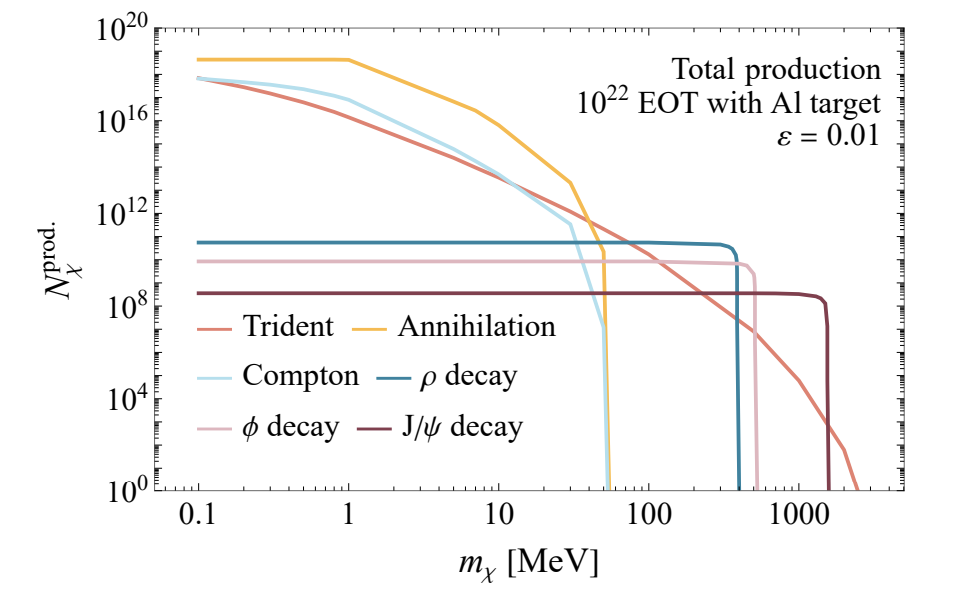 10²⁰
10¹⁶
10¹²
10⁸
10⁴
10⁰
N_χ^prod.
Total production
10²² EOT with Al target
ε = 0.01
Trident Annihilation
Compton ρ decay
ϕ decay J/ψ decay
0.1 1 10 100 1000
m_χ [MeV]